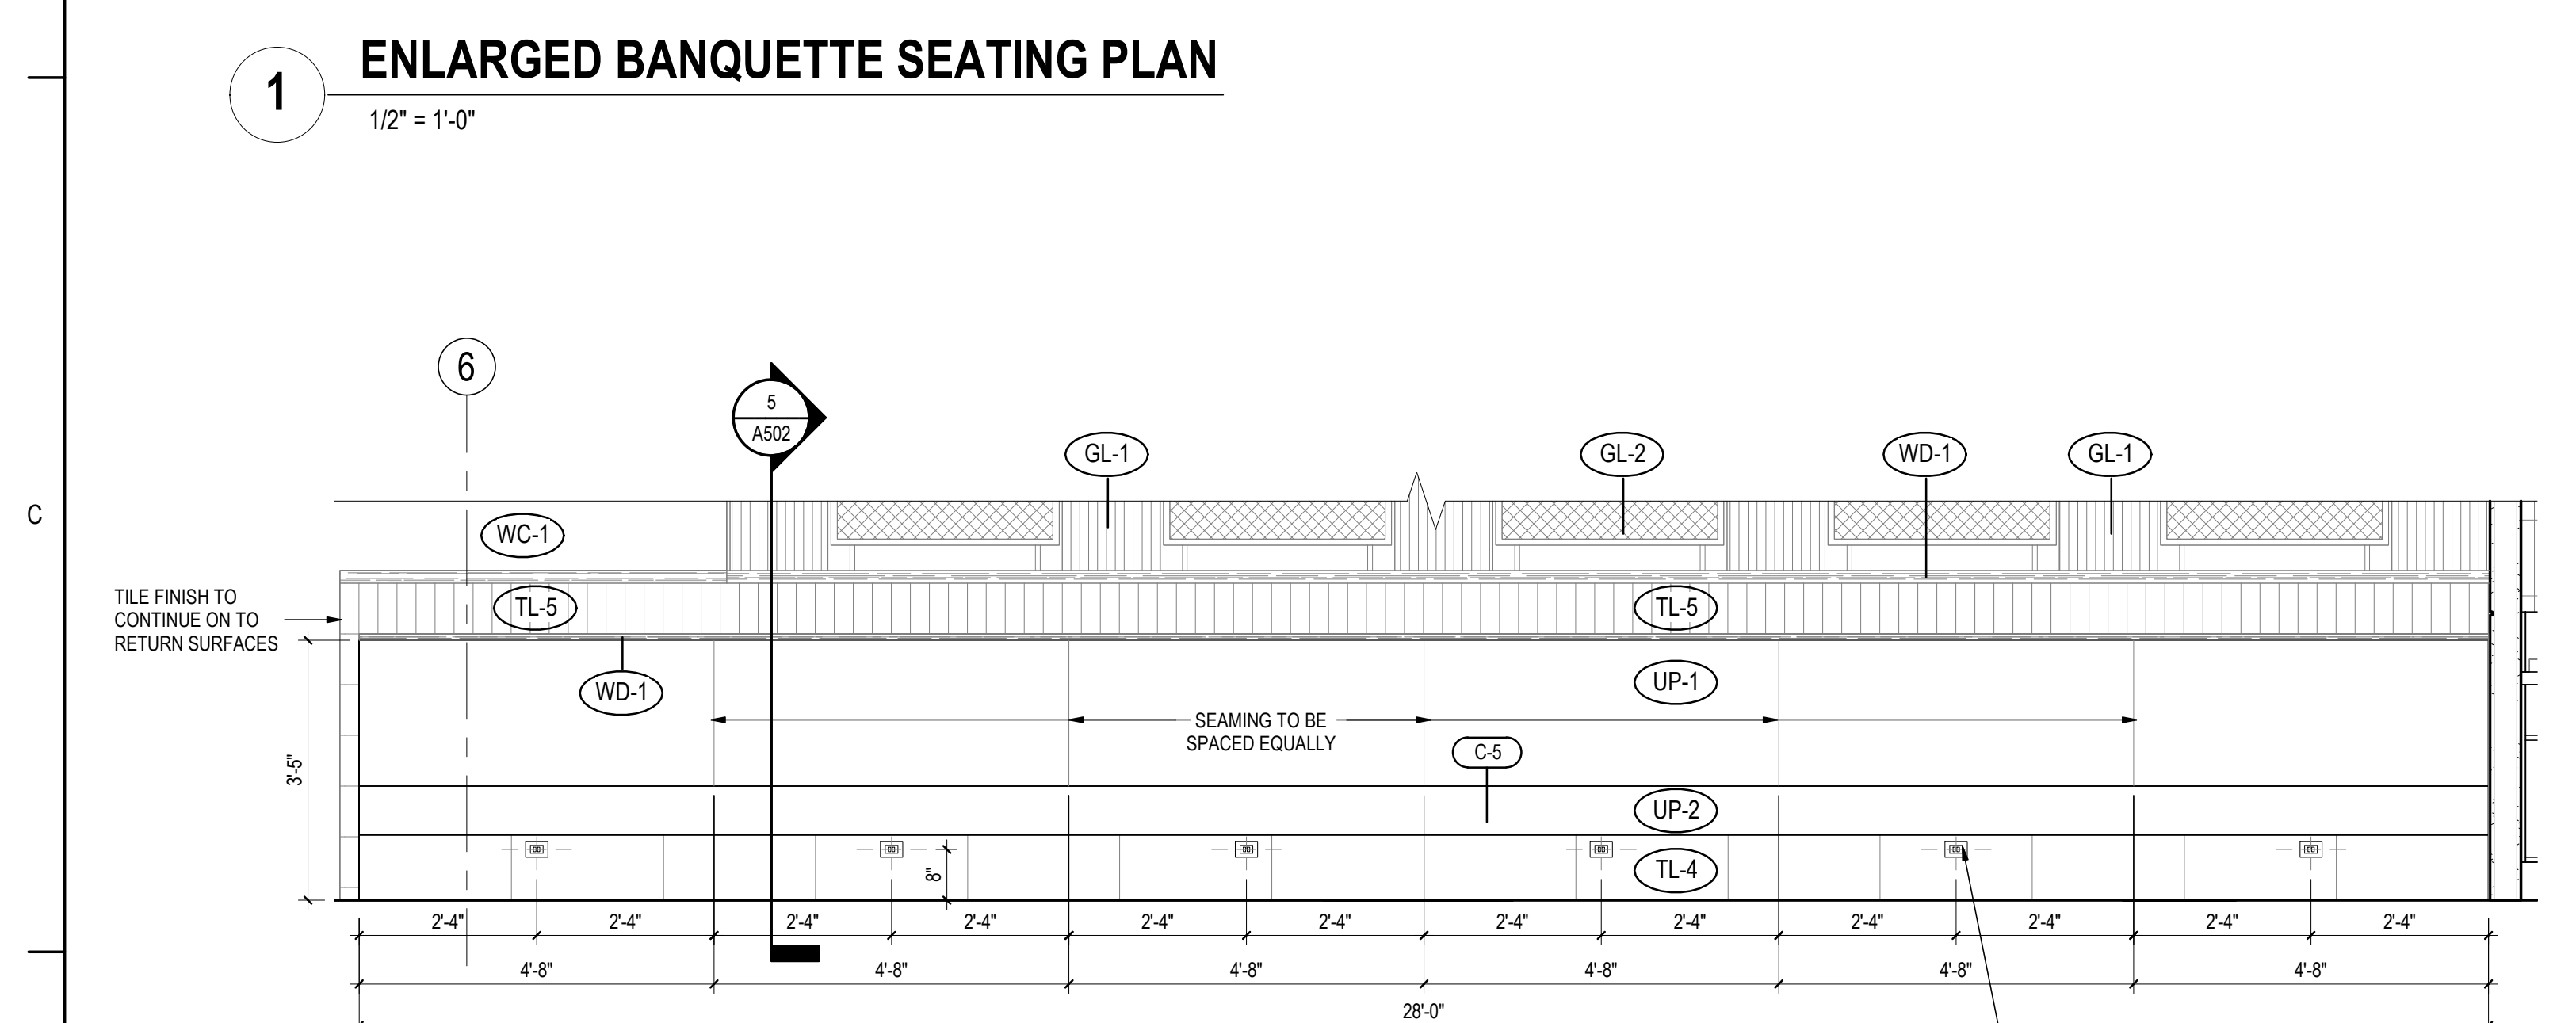 1
ENLARGED BANQUETTE SEATING PLAN
1/2" = 1'-0"
6
5
A502
GL-1
GL-2
WD-1
GL-1
C
WC-1
TILE FINISH TO
CONTINUE ON TO
RETURN SURFACES
TL-5
TL-5
WD-1
UP-1
SEAMING TO BE
SPACED EQUALLY
C-5
3'-5"
UP-2
8"
TL-4
2'-4" 2'-4" 2'-4" 2'-4" 2'-4" 2'-4" 2'-4" 2'-4" 2'-4" 2'-4" 2'-4" 2'-4"
4'-8" 4'-8" 4'-8" 4'-8" 4'-8" 4'-8"
28'-0"